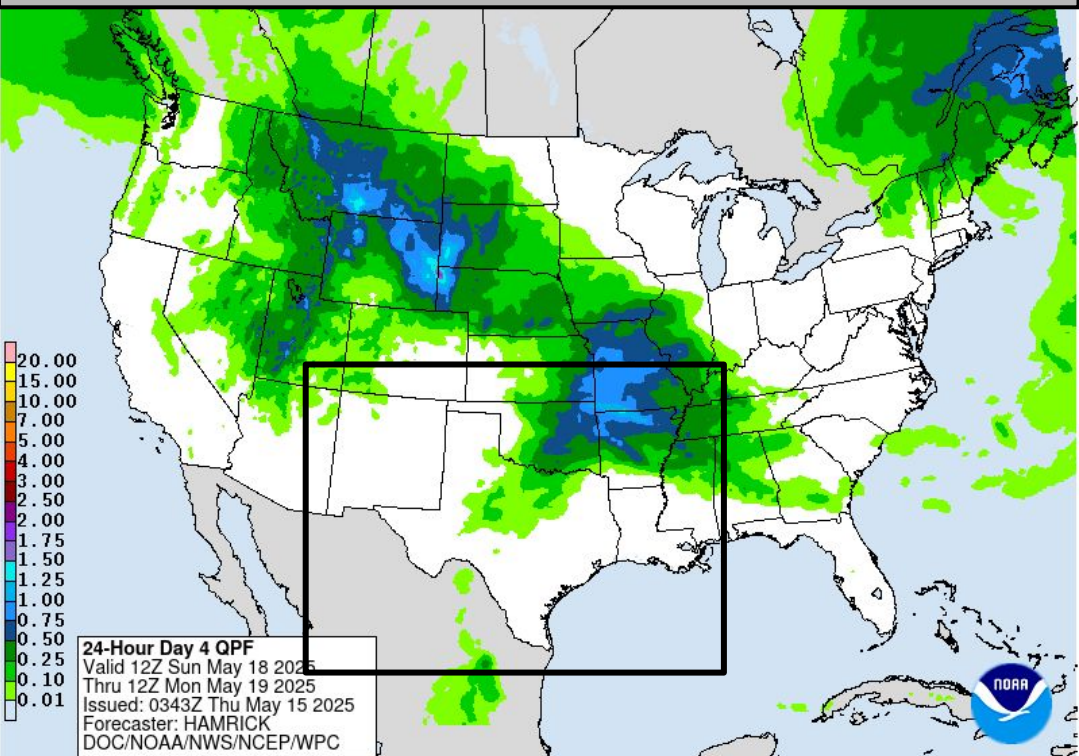 20.00
15.00
10.00
7.00
5.00
4.00
3.00
2.50
2.00
1.75
1.50
1.25
1.00
0.75
0.50
0.25
0.10
0.01
24-Hour Day 4 QPF
Valid 12Z Sun May 18 2025
Thru 12Z Mon May 19 2025
Issued: 0343Z Thu May 15 2025
Forecaster: HAMRICK
DOC/NOAA/NWS/NCEP/WPC
NOAA